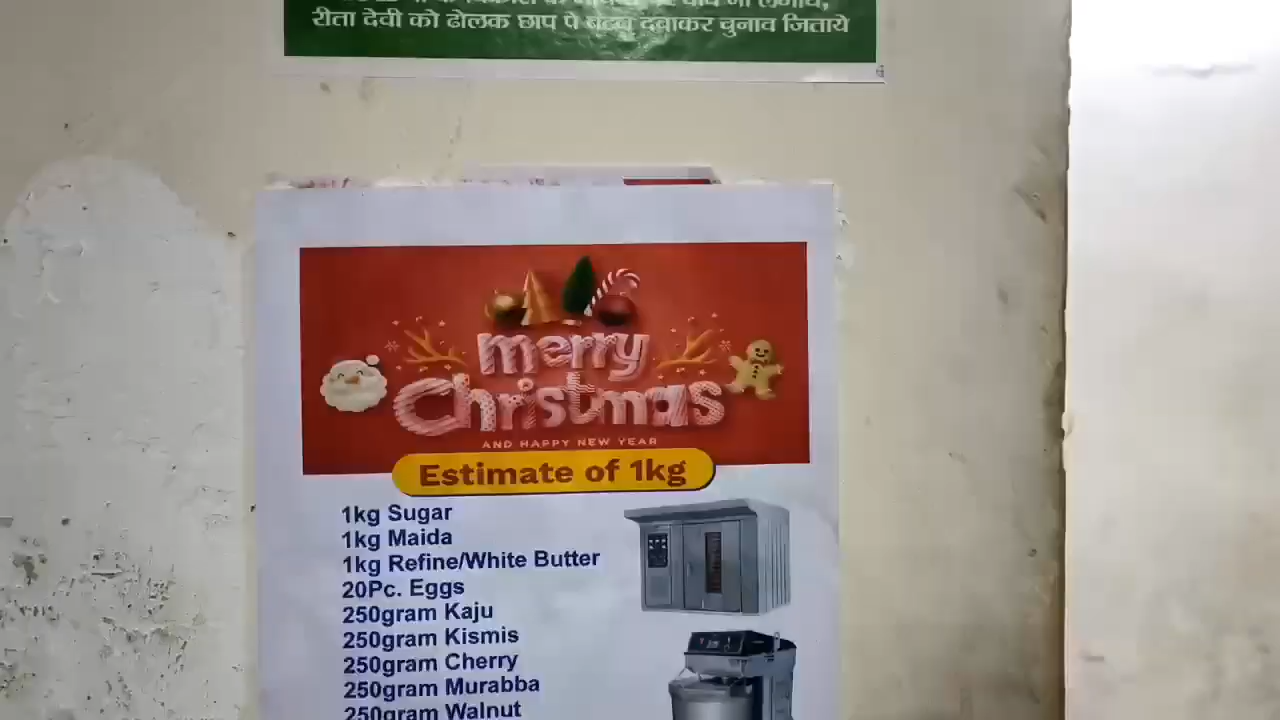 रीता देवी को ढोलक छाप पे बटन दबाकर चुनाव जिताये
merry
Christmas
AND HAPPY NEW YEAR
Estimate of 1kg
1kg Sugar
1kg Maida
1kg Refine/White Butter
20Pc. Eggs
250gram Kaju
250gram Kismis
250gram Cherry
250gram Murabba
250gram Walnut